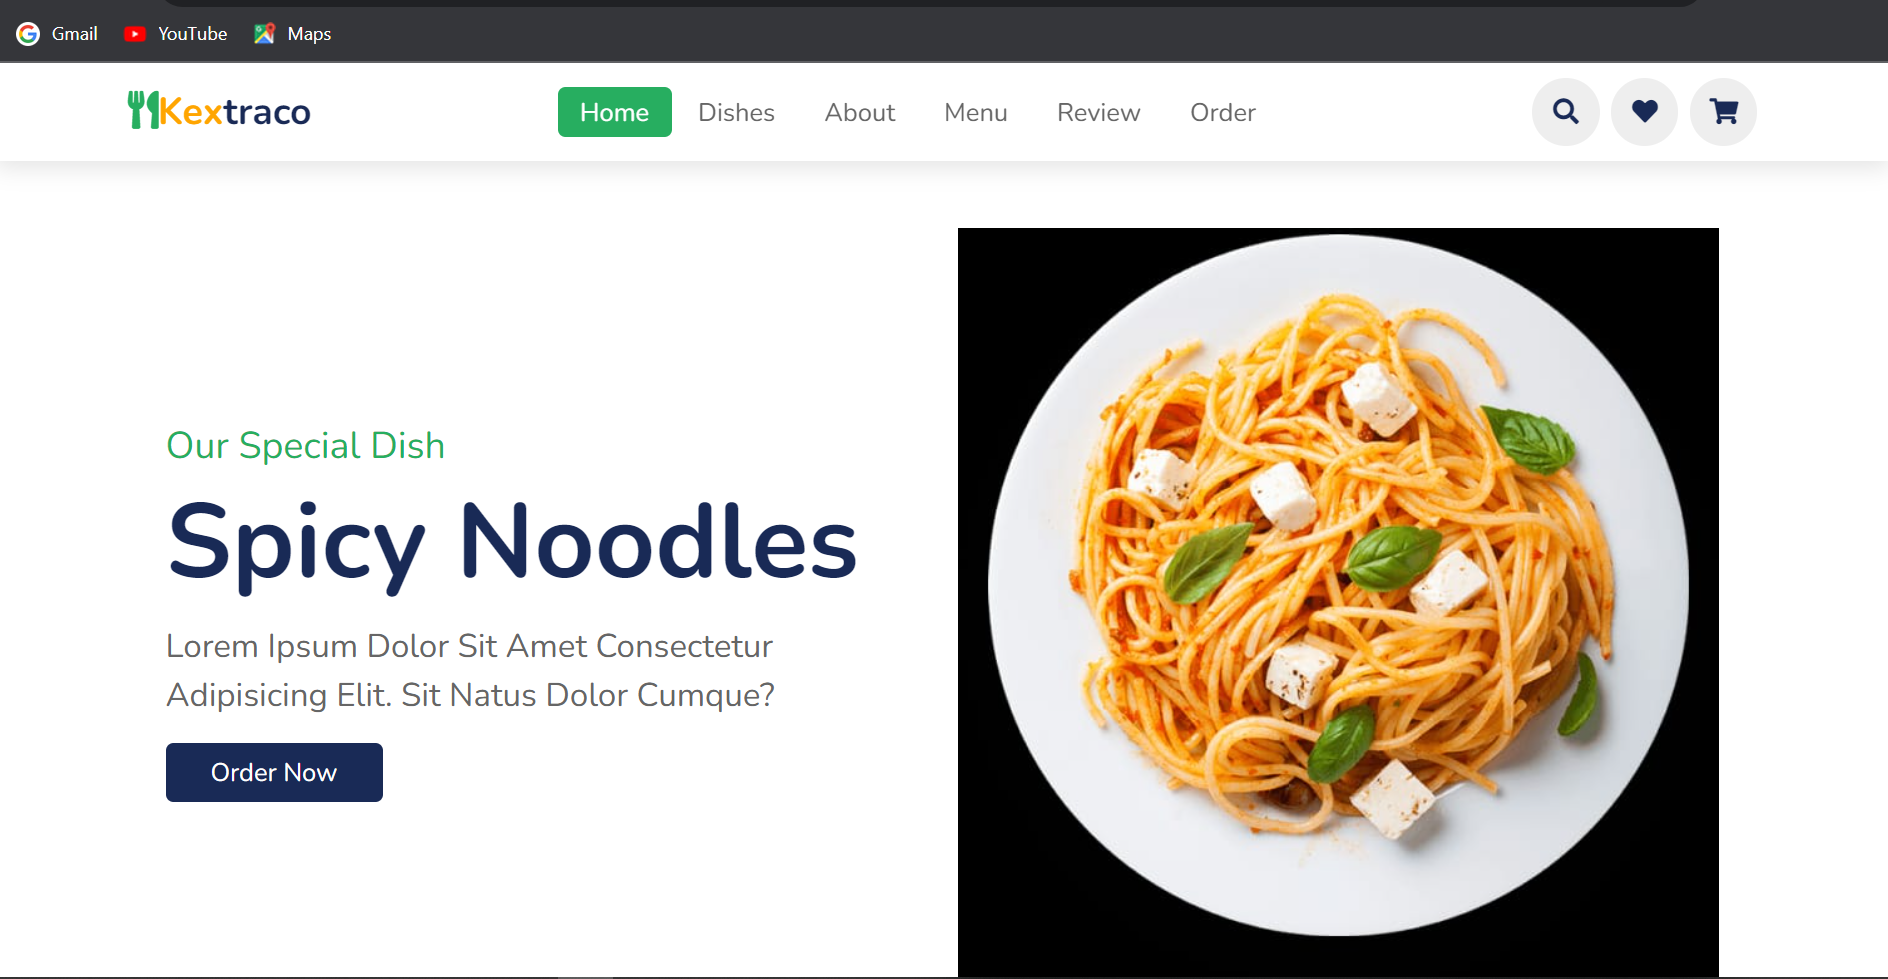 Gmail YouTube Maps
Kextraco Home Dishes About Menu Review Order
Our Special Dish
Spicy Noodles
Lorem Ipsum Dolor Sit Amet Consectetur
Adipisicing Elit. Sit Natus Dolor Cumque?
Order Now